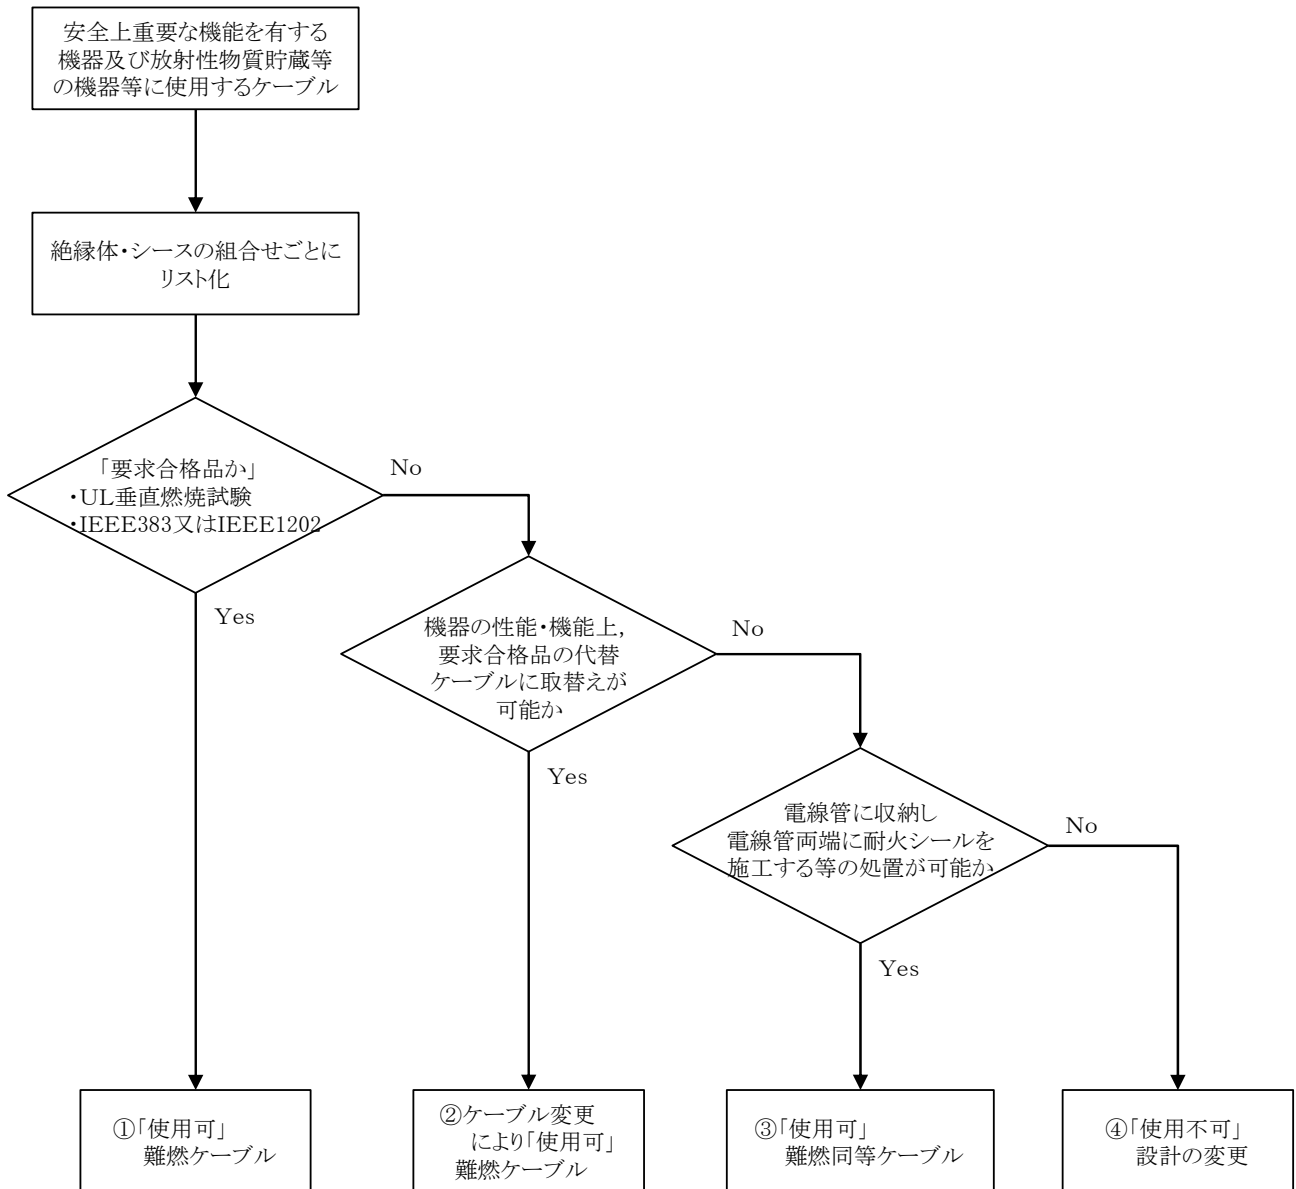 安全上重要な機能を有する
機器及び放射性物質貯蔵等
の機器等に使用するケーブル
絶縁体・シースの組合せごとに
リスト化
「要求合格品か」
・UL垂直燃焼試験
・IEEE383又はIEEE1202
No
Yes
機器の性能・機能上,
要求合格品の代替
ケーブルに取替えが
可能か
No
Yes
電線管に収納し
電線管両端に耐火シールを
施工する等の処置が可能か
No
Yes
①「使用可」
難燃ケーブル
②ケーブル変更
により「使用可」
難燃ケーブル
③「使用可」
難燃同等ケーブル
④「使用不可」
設計の変更